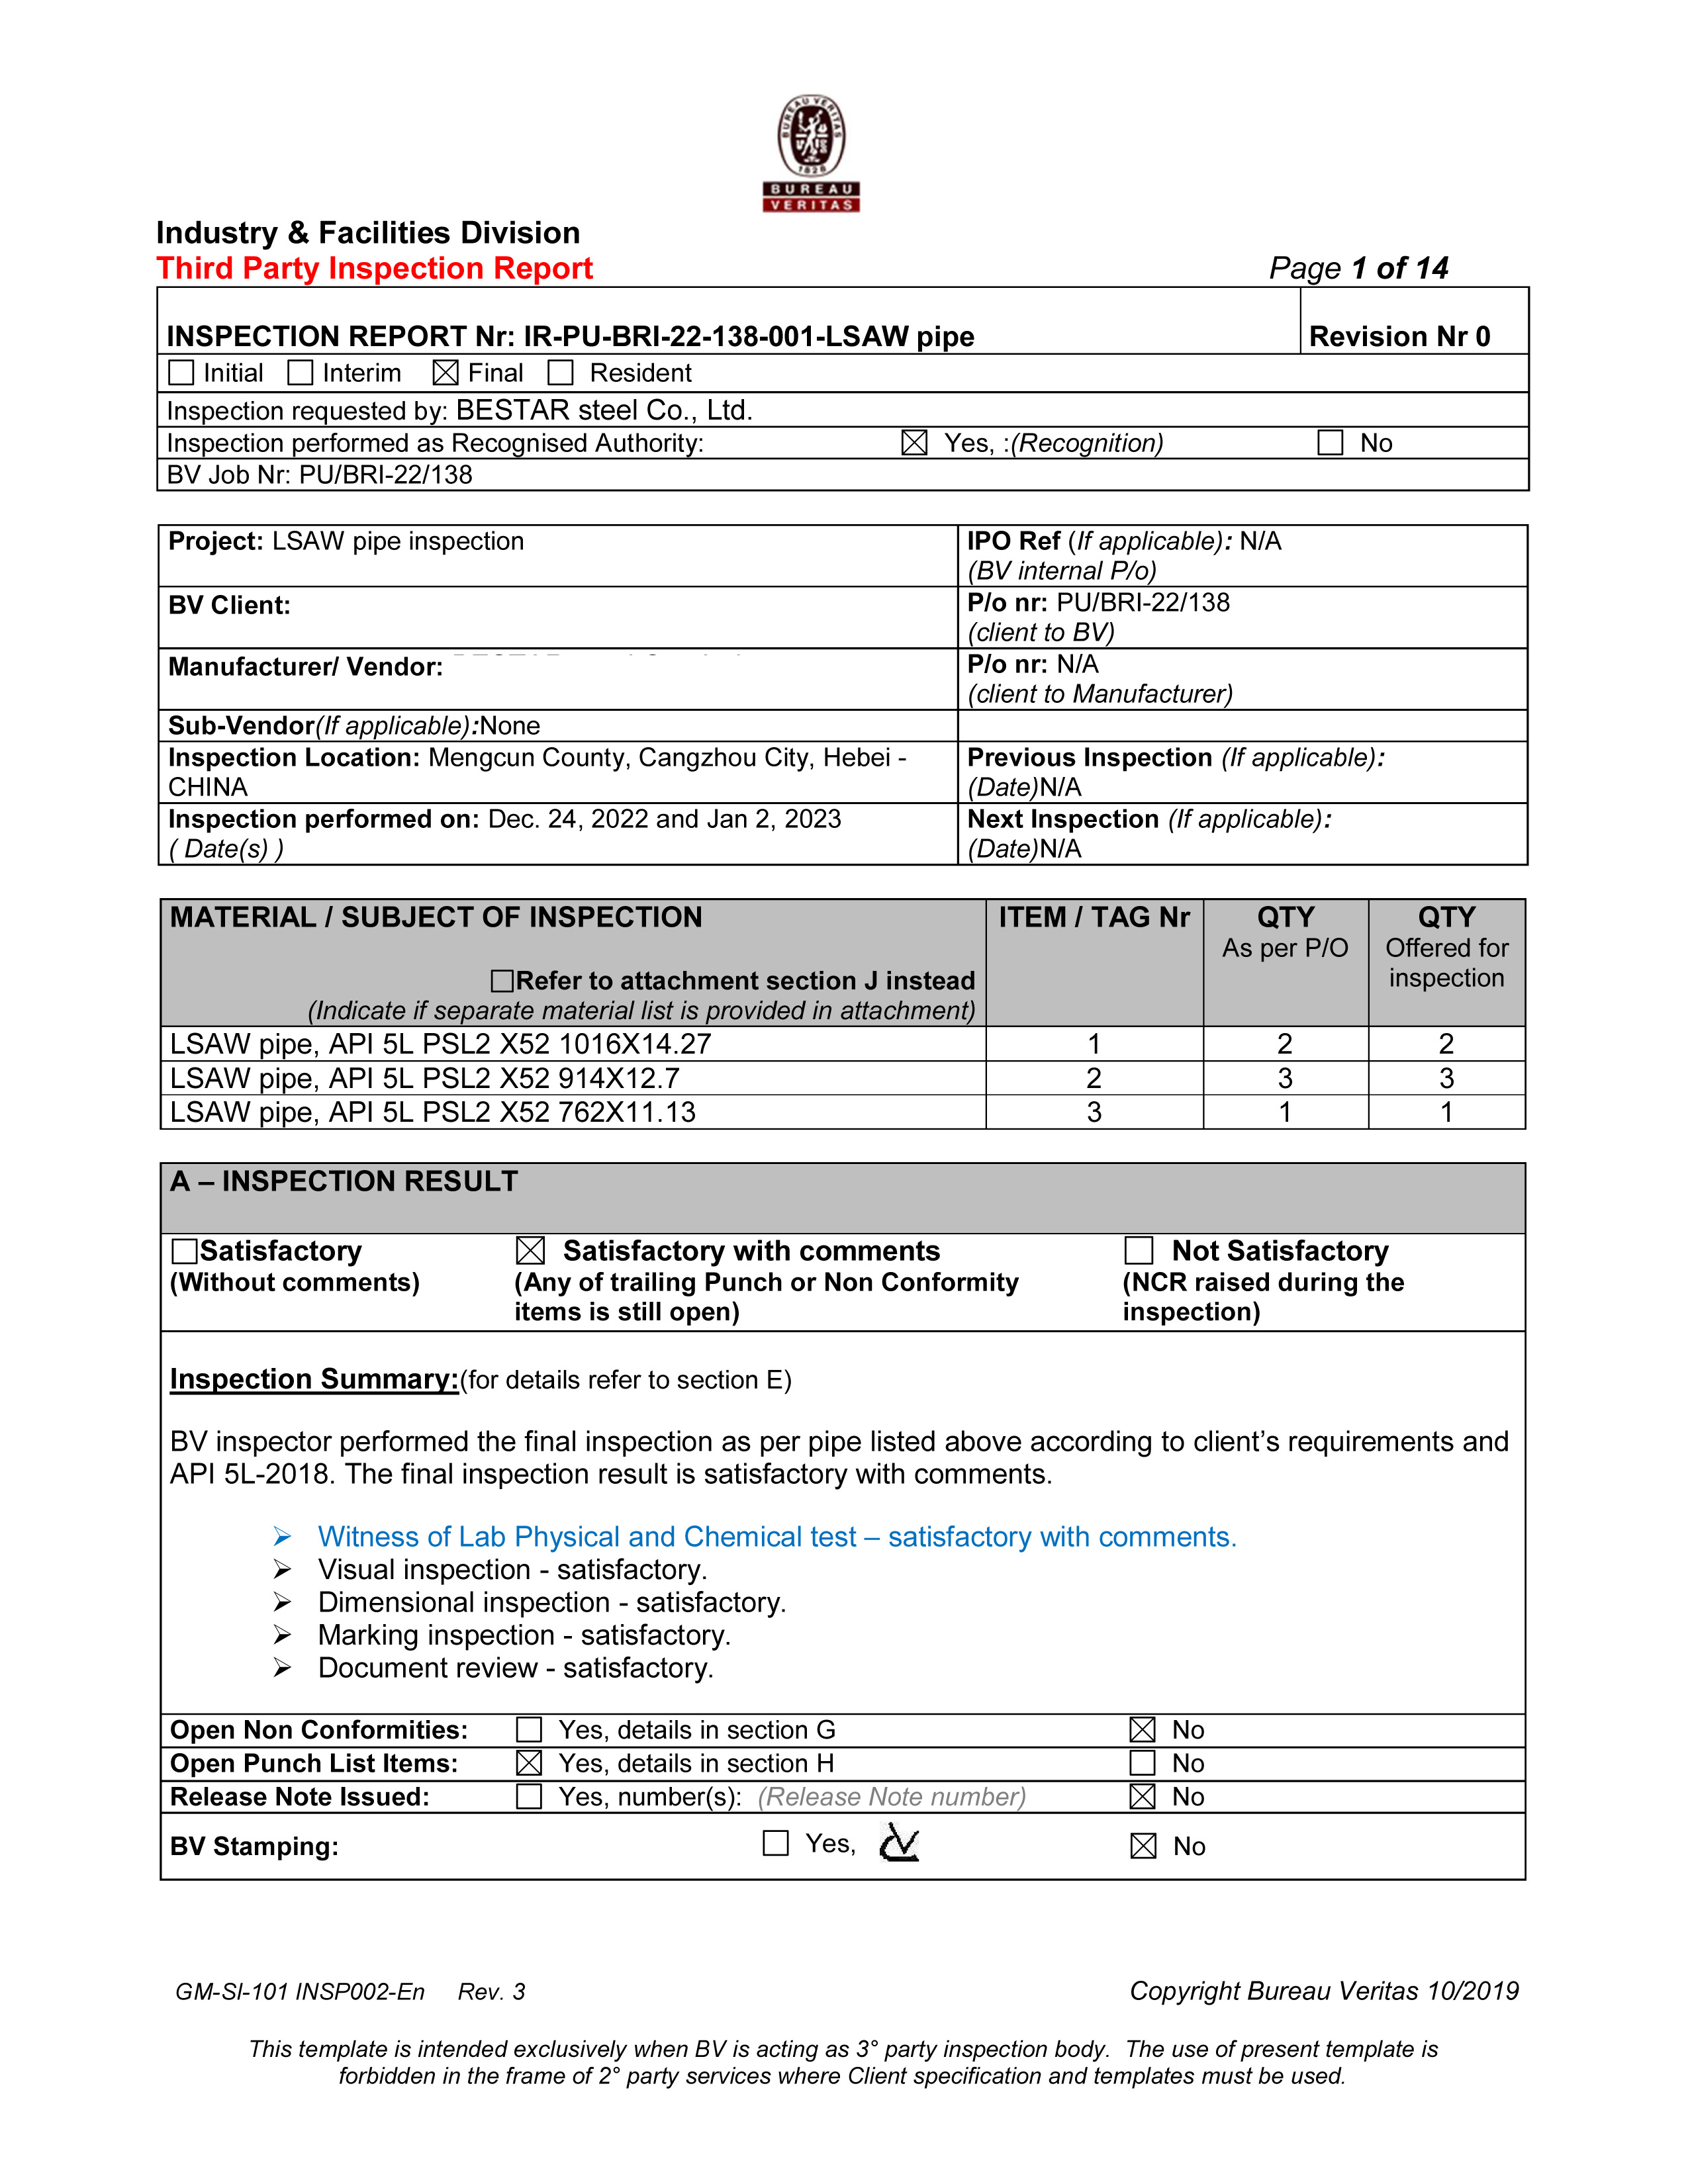 BUREAU VERITAS
1828
BUREAU
VERITAS
Industry & Facilities Division
Third Party Inspection Report Page 1 of 14
INSPECTION REPORT Nr: IR-PU-BRI-22-138-001-LSAW pipe Revision Nr 0
☐ Initial ☐ Interim ☒ Final ☐ Resident
Inspection requested by: BESTAR steel Co., Ltd.
Inspection performed as Recognised Authority: ☒ Yes, :(Recognition) ☐ No
BV Job Nr: PU/BRI-22/138
Project: LSAW pipe inspection IPO Ref (If applicable): N/A
(BV internal P/o)
BV Client: P/o nr: PU/BRI-22/138
(client to BV)
Manufacturer/ Vendor: P/o nr: N/A
(client to Manufacturer)
Sub-Vendor(If applicable):None
Inspection Location: Mengcun County, Cangzhou City, Hebei - Previous Inspection (If applicable):
CHINA (Date)N/A
Inspection performed on: Dec. 24, 2022 and Jan 2, 2023 Next Inspection (If applicable):
( Date(s) ) (Date)N/A
MATERIAL / SUBJECT OF INSPECTION ITEM / TAG Nr QTY QTY
As per P/O Offered for
☐Refer to attachment section J instead inspection
(Indicate if separate material list is provided in attachment)
LSAW pipe, API 5L PSL2 X52 1016X14.27 1 2 2
LSAW pipe, API 5L PSL2 X52 914X12.7 2 3 3
LSAW pipe, API 5L PSL2 X52 762X11.13 3 1 1
A – INSPECTION RESULT
☐Satisfactory ☒ Satisfactory with comments ☐ Not Satisfactory
(Without comments) (Any of trailing Punch or Non Conformity (NCR raised during the
items is still open) inspection)
Inspection Summary:(for details refer to section E)
BV inspector performed the final inspection as per pipe listed above according to client’s requirements and
API 5L-2018. The final inspection result is satisfactory with comments.
➢ Witness of Lab Physical and Chemical test – satisfactory with comments.
➢ Visual inspection - satisfactory.
➢ Dimensional inspection - satisfactory.
➢ Marking inspection - satisfactory.
➢ Document review - satisfactory.
Open Non Conformities: ☐ Yes, details in section G ☒ No
Open Punch List Items: ☒ Yes, details in section H ☐ No
Release Note Issued: ☐ Yes, number(s): (Release Note number) ☒ No
BV Stamping: ☐ Yes, ☒ No
GM-SI-101 INSP002-En Rev. 3 Copyright Bureau Veritas 10/2019
This template is intended exclusively when BV is acting as 3° party inspection body. The use of present template is
forbidden in the frame of 2° party services where Client specification and templates must be used.